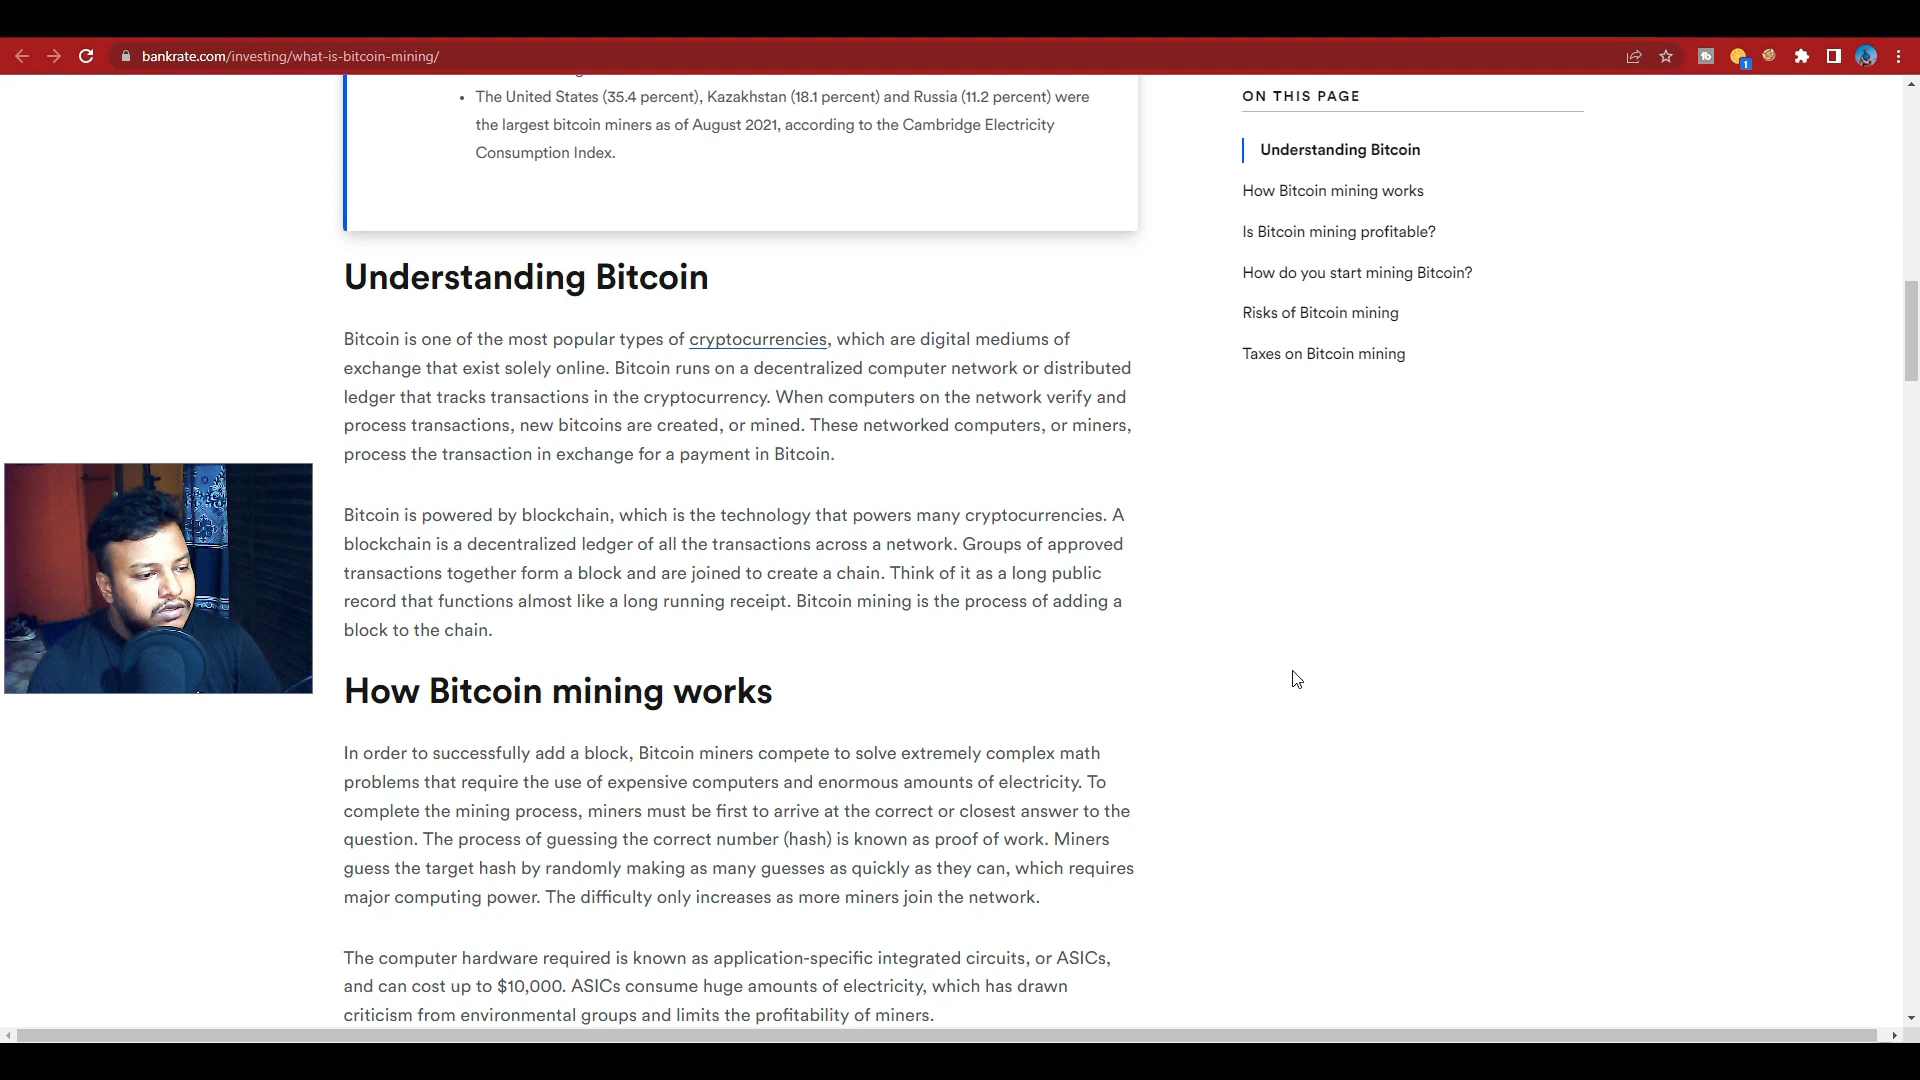 bankrate.com/investing/what-is-bitcoin-mining/
1
• The United States (35.4 percent), Kazakhstan (18.1 percent) and Russia (11.2 percent) were
the largest bitcoin miners as of August 2021, according to the Cambridge Electricity
Consumption Index.
Understanding Bitcoin
Bitcoin is one of the most popular types of cryptocurrencies, which are digital mediums of
exchange that exist solely online. Bitcoin runs on a decentralized computer network or distributed
ledger that tracks transactions in the cryptocurrency. When computers on the network verify and
process transactions, new bitcoins are created, or mined. These networked computers, or miners,
process the transaction in exchange for a payment in Bitcoin.
Bitcoin is powered by blockchain, which is the technology that powers many cryptocurrencies. A
blockchain is a decentralized ledger of all the transactions across a network. Groups of approved
transactions together form a block and are joined to create a chain. Think of it as a long public
record that functions almost like a long running receipt. Bitcoin mining is the process of adding a
block to the chain.
How Bitcoin mining works
In order to successfully add a block, Bitcoin miners compete to solve extremely complex math
problems that require the use of expensive computers and enormous amounts of electricity. To
complete the mining process, miners must be first to arrive at the correct or closest answer to the
question. The process of guessing the correct number (hash) is known as proof of work. Miners
guess the target hash by randomly making as many guesses as quickly as they can, which requires
major computing power. The difficulty only increases as more miners join the network.
The computer hardware required is known as application-specific integrated circuits, or ASICs,
and can cost up to $10,000. ASICs consume huge amounts of electricity, which has drawn
criticism from environmental groups and limits the profitability of miners.
ON THIS PAGE
Understanding Bitcoin
How Bitcoin mining works
Is Bitcoin mining profitable?
How do you start mining Bitcoin?
Risks of Bitcoin mining
Taxes on Bitcoin mining